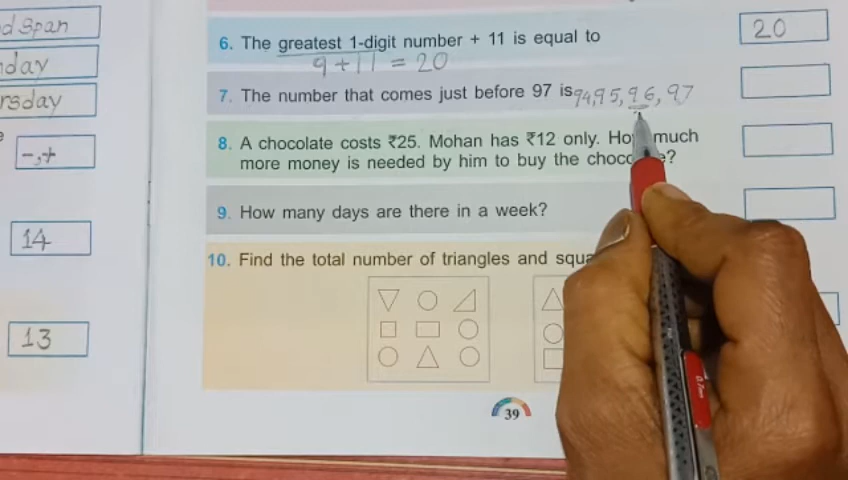 d Span
day
rsday
-,+
14
13
6. The greatest 1-digit number + 11 is equal to
9+11 = 20
20
7. The number that comes just before 97 is 94,95,96,97
8. A chocolate costs ₹25. Mohan has ₹12 only. How much
more money is needed by him to buy the choco e?
9. How many days are there in a week?
10. Find the total number of triangles and squa
39